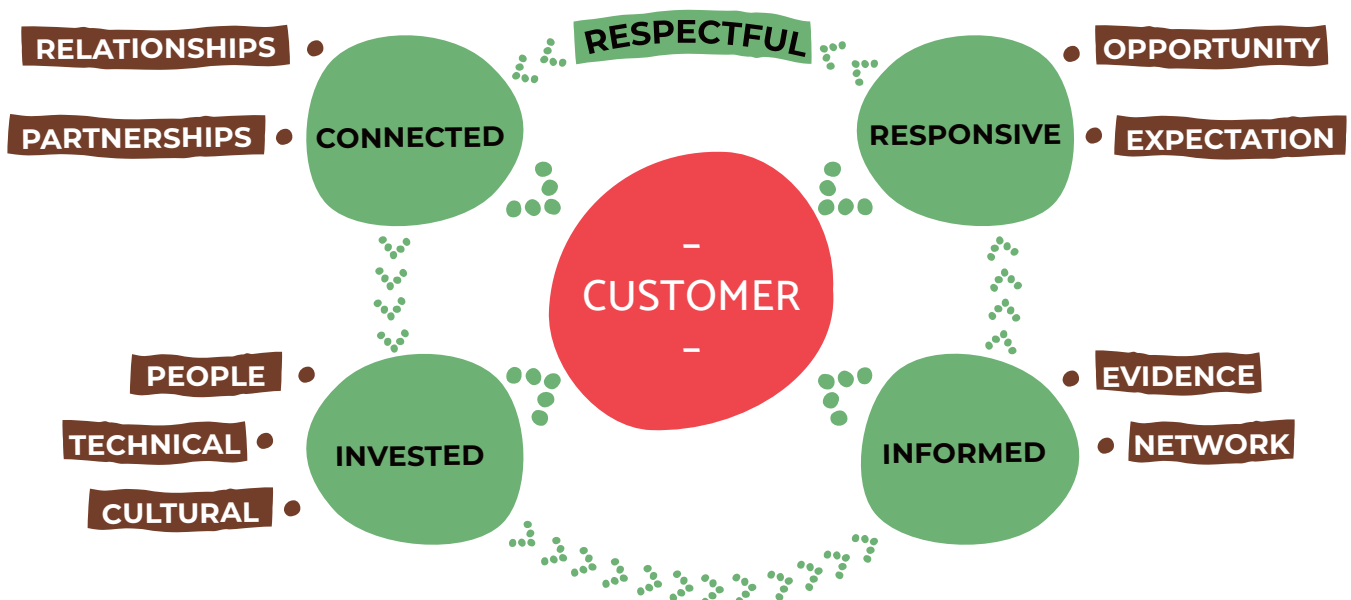 RESPECTFUL
RELATIONSHIPS
PARTNERSHIPS
CONNECTED
RESPONSIVE
OPPORTUNITY
EXPECTATION
–
CUSTOMER
–
PEOPLE
TECHNICAL
CULTURAL
INVESTED
INFORMED
EVIDENCE
NETWORK